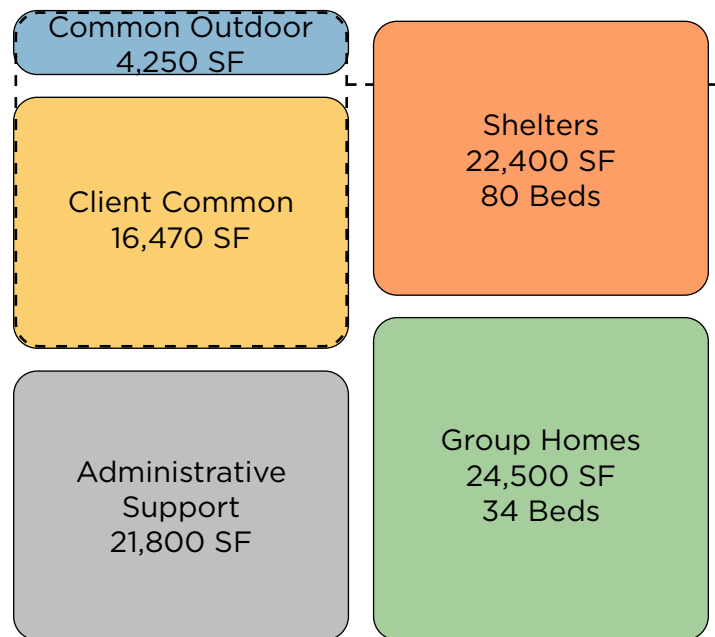 Common Outdoor
4,250 SF
Client Common
16,470 SF
Administrative
Support
21,800 SF
Shelters
22,400 SF
80 Beds
Group Homes
24,500 SF
34 Beds